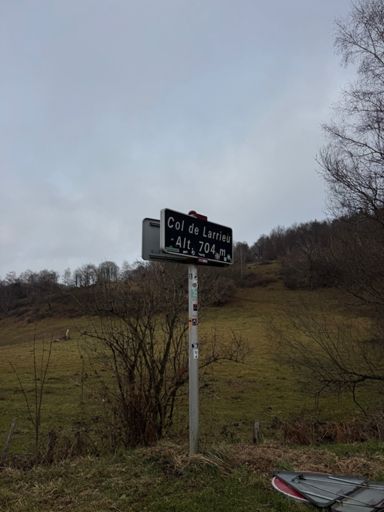 Col de Larrieu
Alt. 704 m